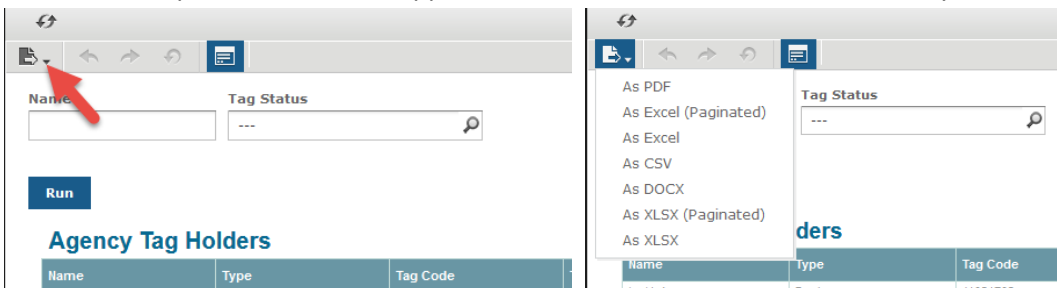 Name
Tag Status
---
Run
Agency Tag Holders
Name Type Tag Code
As PDF
As Excel (Paginated)
As Excel
As CSV
As DOCX
As XLSX (Paginated)
As XLSX
Tag Status
---
ders
Name Type Tag Code